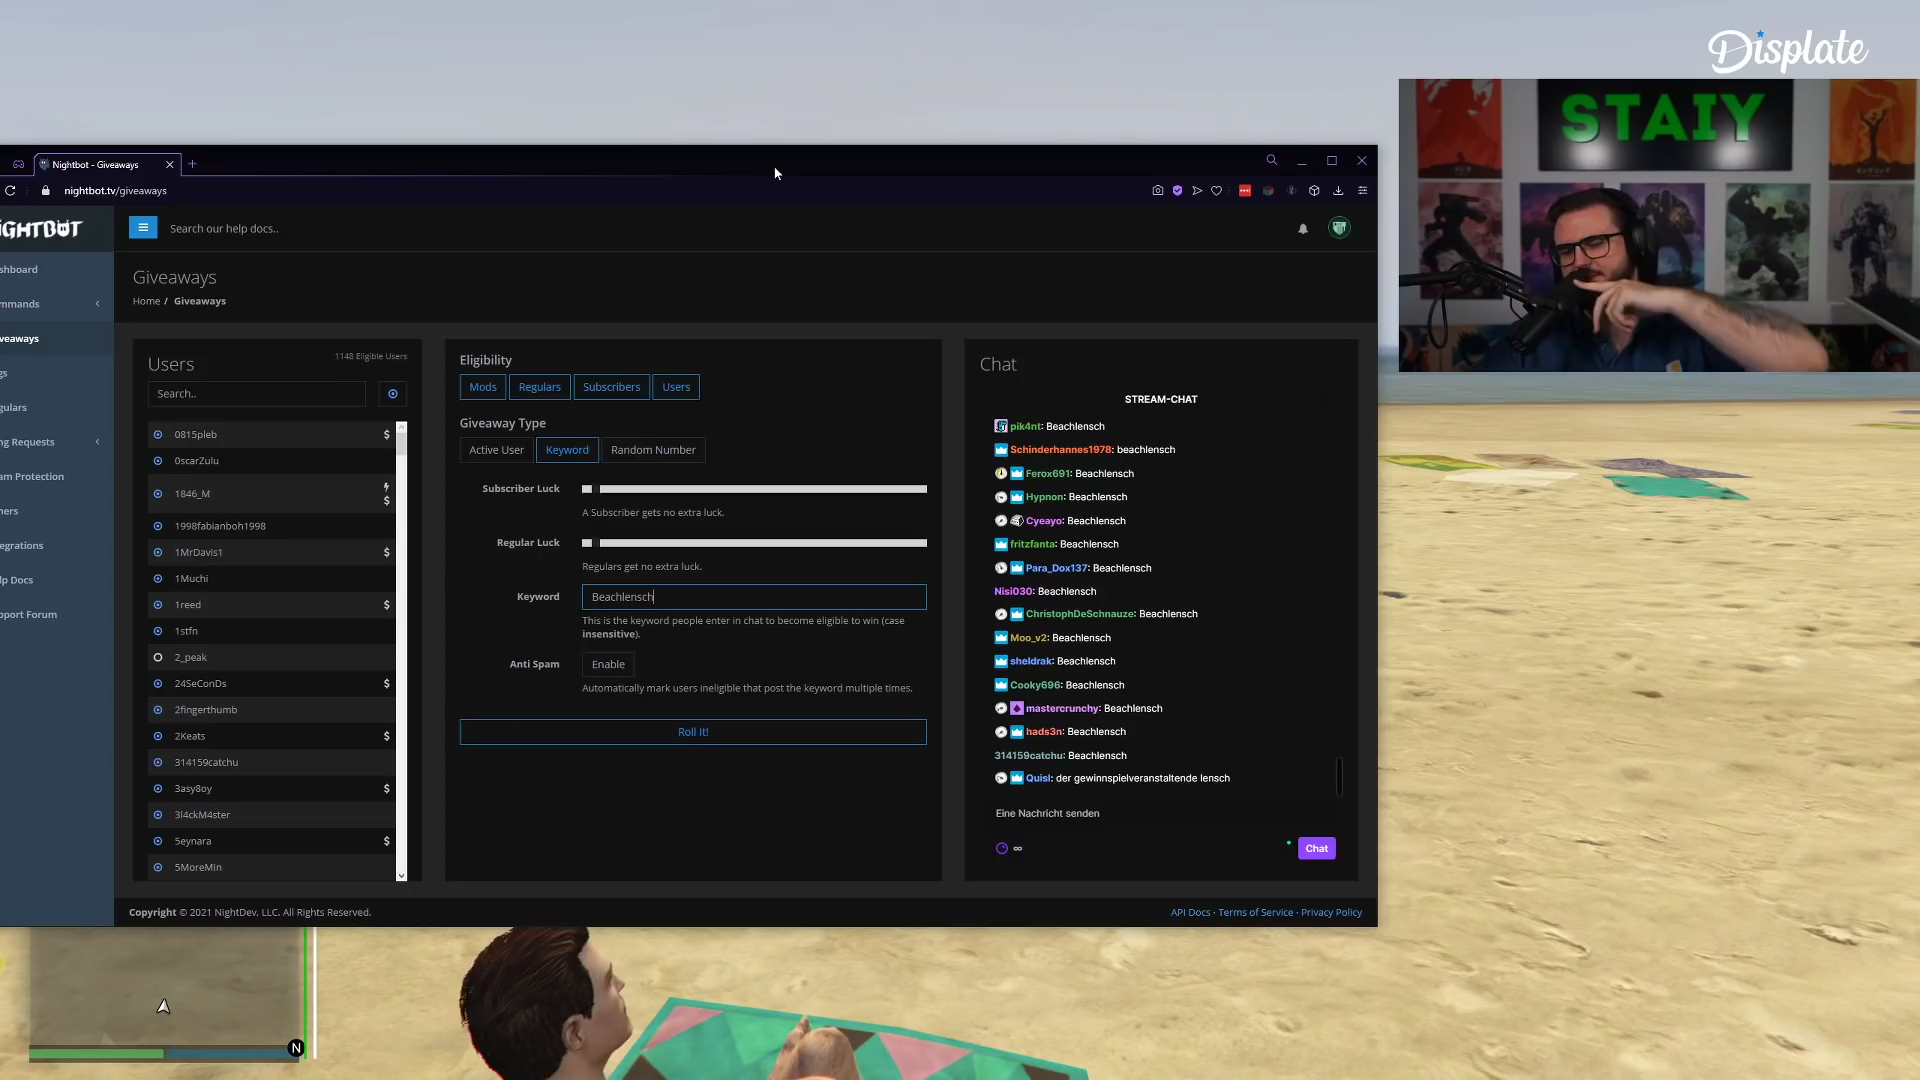 Displate
STAIY
Nightbot - Giveaways
nightbot.tv/giveaways
IGHTBOT
Search our help docs..
shboard
mmands
veaways
gs
gulars
ng Requests
am Protection
ners
egrations
lp Docs
pport Forum
Giveaways
Home / Giveaways
Users
1148 Eligible Users
Search..
0815pleb $
0scarZulu
1846_M $
1998fabianboh1998
1MrDavis1 $
1Muchi
1reed $
1stfn
2_peak
24SeConDs $
2fingerthumb
2Keats $
314159catchu
3asy8oy $
3l4ckM4ster
5eynara $
5MoreMin
Eligibility
Mods Regulars Subscribers Users
Giveaway Type
Active User Keyword Random Number
Subscriber Luck
A Subscriber gets no extra luck.
Regular Luck
Regulars get no extra luck.
Keyword Beachlensch
This is the keyword people enter in chat to become eligible to win (case
insensitive).
Anti Spam Enable
Automatically mark users ineligible that post the keyword multiple times.
Roll It!
Chat
STREAM-CHAT
pik4nt: Beachlensch
Schinderhannes1978: beachlensch
Ferox691: Beachlensch
Hypnon: Beachlensch
Cyeayo: Beachlensch
fritzfanta: Beachlensch
Para_Dox137: Beachlensch
Nisi030: Beachlensch
ChristophDeSchnauze: Beachlensch
Moo_v2: Beachlensch
sheldrak: Beachlensch
Cooky696: Beachlensch
mastercrunchy: Beachlensch
hads3n: Beachlensch
314159catchu: Beachlensch
Quisl: der gewinnspielveranstaltende lensch
Eine Nachricht senden
∞
Chat
Copyright © 2021 NightDev, LLC. All Rights Reserved.
API Docs · Terms of Service · Privacy Policy
N